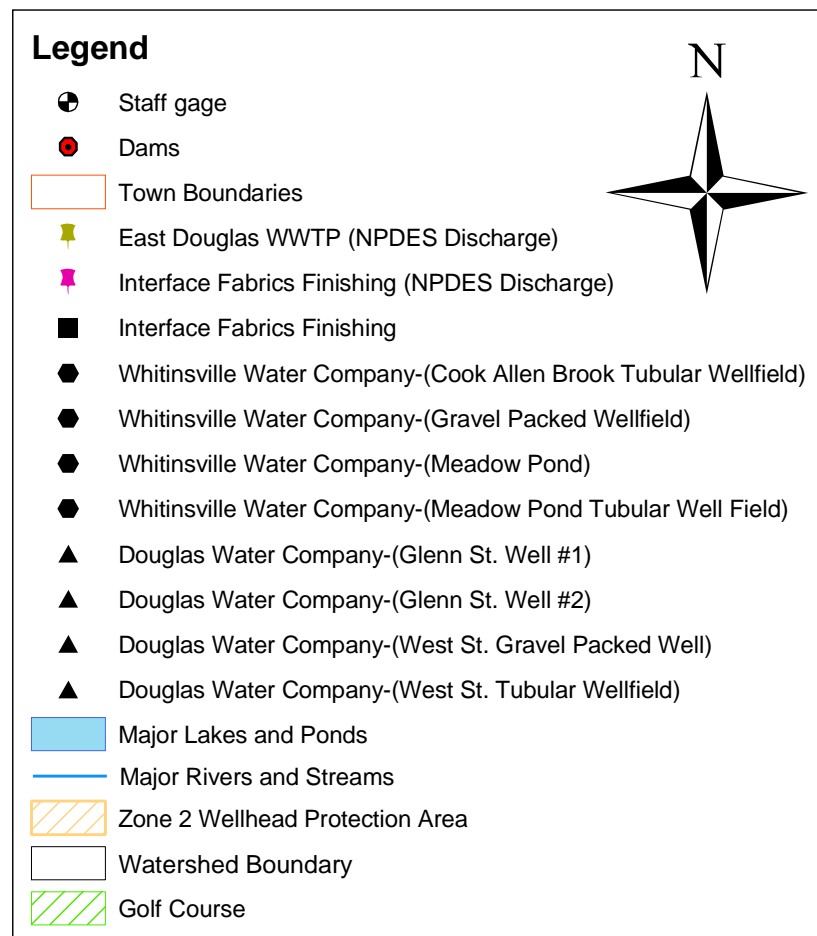 Legend
N
Staff gage
Dams
Town Boundaries
East Douglas WWTP (NPDES Discharge)
Interface Fabrics Finishing (NPDES Discharge)
Interface Fabrics Finishing
Whitinsville Water Company-(Cook Allen Brook Tubular Wellfield)
Whitinsville Water Company-(Gravel Packed Wellfield)
Whitinsville Water Company-(Meadow Pond)
Whitinsville Water Company-(Meadow Pond Tubular Well Field)
Douglas Water Company-(Glenn St. Well #1)
Douglas Water Company-(Glenn St. Well #2)
Douglas Water Company-(West St. Gravel Packed Well)
Douglas Water Company-(West St. Tubular Wellfield)
Major Lakes and Ponds
Major Rivers and Streams
Zone 2 Wellhead Protection Area
Watershed Boundary
Golf Course